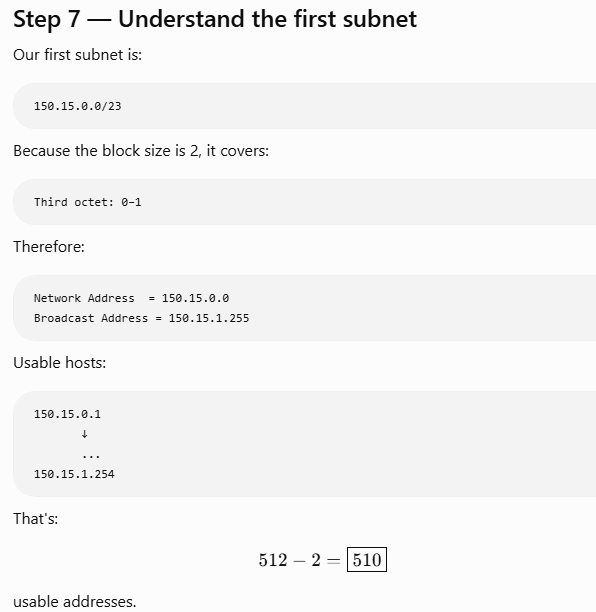 Step 7 — Understand the first subnet
Our first subnet is:
150.15.0.0/23
Because the block size is 2, it covers:
Third octet: 0–1
Therefore:
Network Address  = 150.15.0.0
Broadcast Address = 150.15.1.255
Usable hosts:
150.15.0.1
↓
...
150.15.1.254
That's:
512 − 2 = 510
usable addresses.